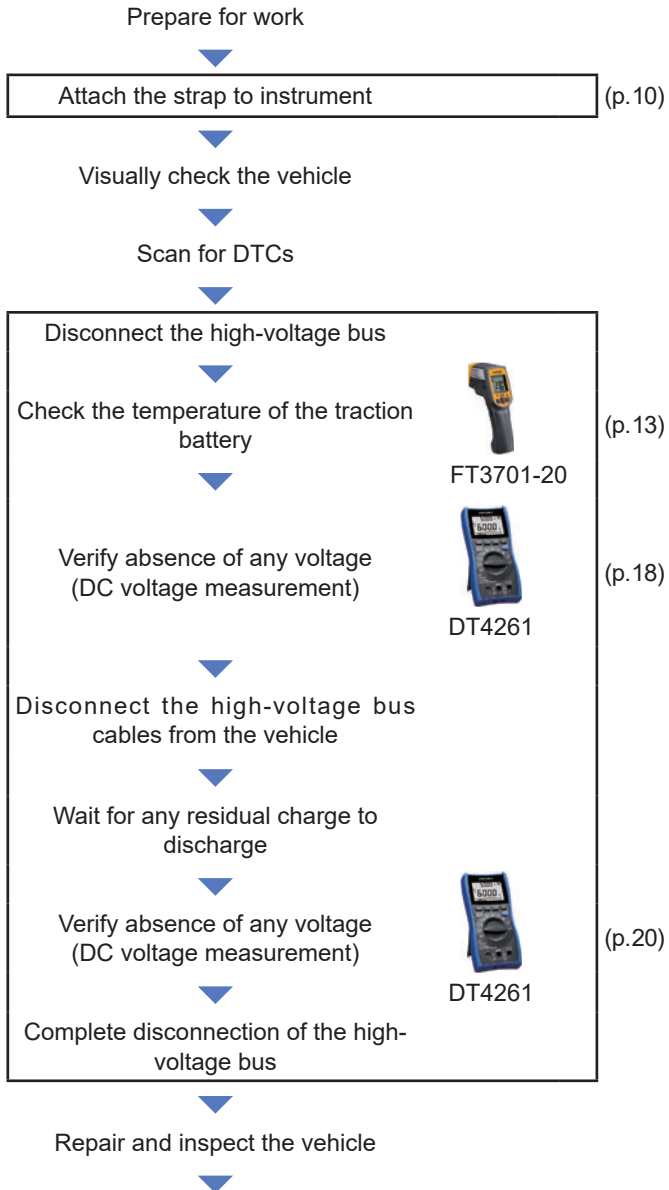 Prepare for work
Attach the strap to instrument
(p.10)
Visually check the vehicle
Scan for DTCs
Disconnect the high-voltage bus
Check the temperature of the traction
battery
(p.13)
FT3701-20
Verify absence of any voltage
(DC voltage measurement)
(p.18)
6000
DT4261
Disconnect the high-voltage bus
cables from the vehicle
Wait for any residual charge to
discharge
Verify absence of any voltage
(DC voltage measurement)
(p.20)
6000
DT4261
Complete disconnection of the high-
voltage bus
Repair and inspect the vehicle